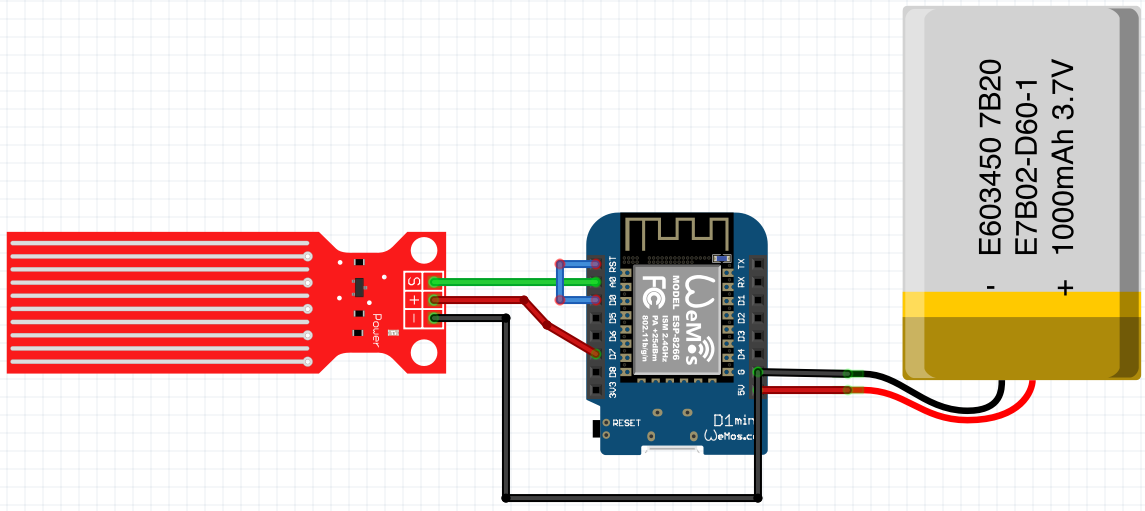 E603450 7B20
E7B02-D60-1
1000mAh 3.7V
-
+
S
+
-
Power
RST
A0
D0
D5
D6
D7
D8
3V3
TX
RX
D1
D2
D3
D4
G
5V
WeMos
MODEL ESP-8266
ISM 2.4GHz
PA +25dBm
802.11b/g/n
FC
RESET
D1 min
WeMos.c